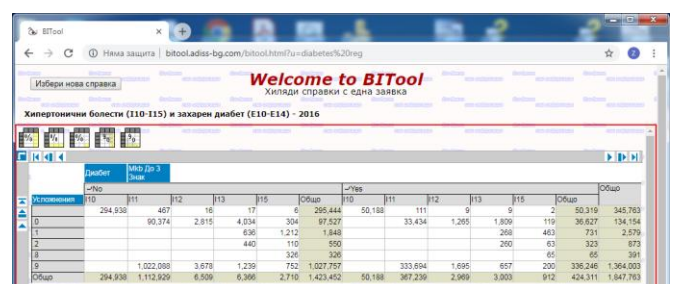 BITool
Няма защита | bitool.adiss-bg.com/bitool.html?u=diabetes%20reg
Избери нова справка
Welcome to BITool
Хиляди справки с една заявка
Хипертонични болести (I10-I15) и захарен диабет (E10-E14) - 2016
Диабет Mkb До 3 Знак
No Yes Общо
Усложнения I10 I11 I12 I13 I15 Общо I10 I11 I12 I13 I15 Общо
294,938 467 16 17 6 295,444 50,188 111 9 9 2 50,319 345,763
.0 90,374 2,815 4,034 304 97,527 33,434 1,265 1,809 119 36,627 134,154
.1 636 1,212 1,848 268 463 731 2,579
.2 440 110 550 260 63 323 873
.8 326 326 65 65 391
.9 1,022,088 3,678 1,239 752 1,027,757 333,694 1,695 657 200 336,246 1,364,003
Общо 294,938 1,112,929 6,509 6,366 2,710 1,423,452 50,188 367,239 2,969 3,003 912 424,311 1,847,763